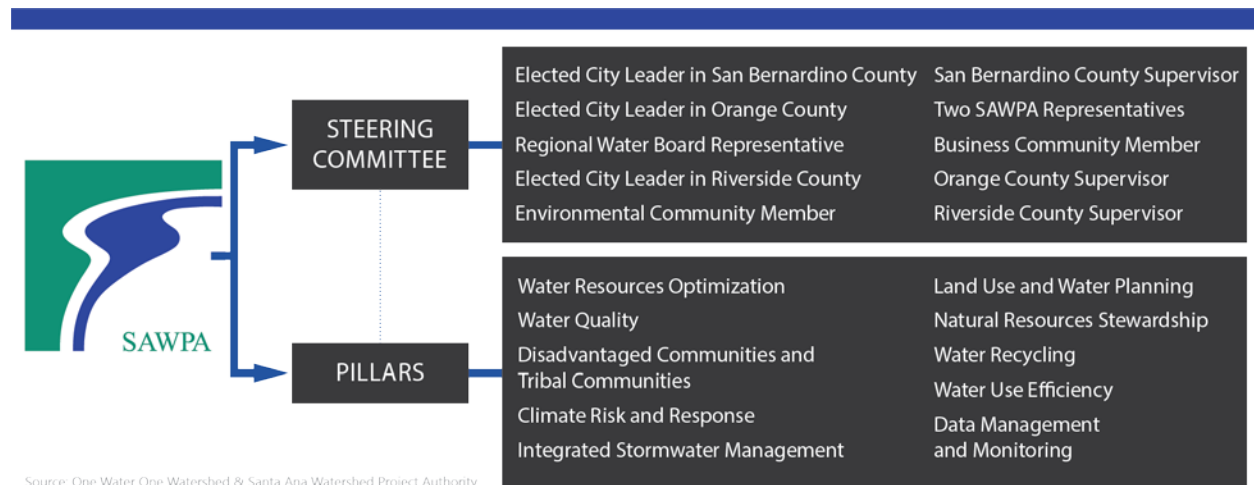 STEERING
COMMITTEE
Elected City Leader in San Bernardino County
Elected City Leader in Orange County
Regional Water Board Representative
Elected City Leader in Riverside County
Environmental Community Member
San Bernardino County Supervisor
Two SAWPA Representatives
Business Community Member
Orange County Supervisor
Riverside County Supervisor
SAWPA
PILLARS
Water Resources Optimization
Water Quality
Disadvantaged Communities and
Tribal Communities
Climate Risk and Response
Integrated Stormwater Management
Land Use and Water Planning
Natural Resources Stewardship
Water Recycling
Water Use Efficiency
Data Management
and Monitoring
Source: One Water One Watershed & Santa Ana Watershed Project Authority